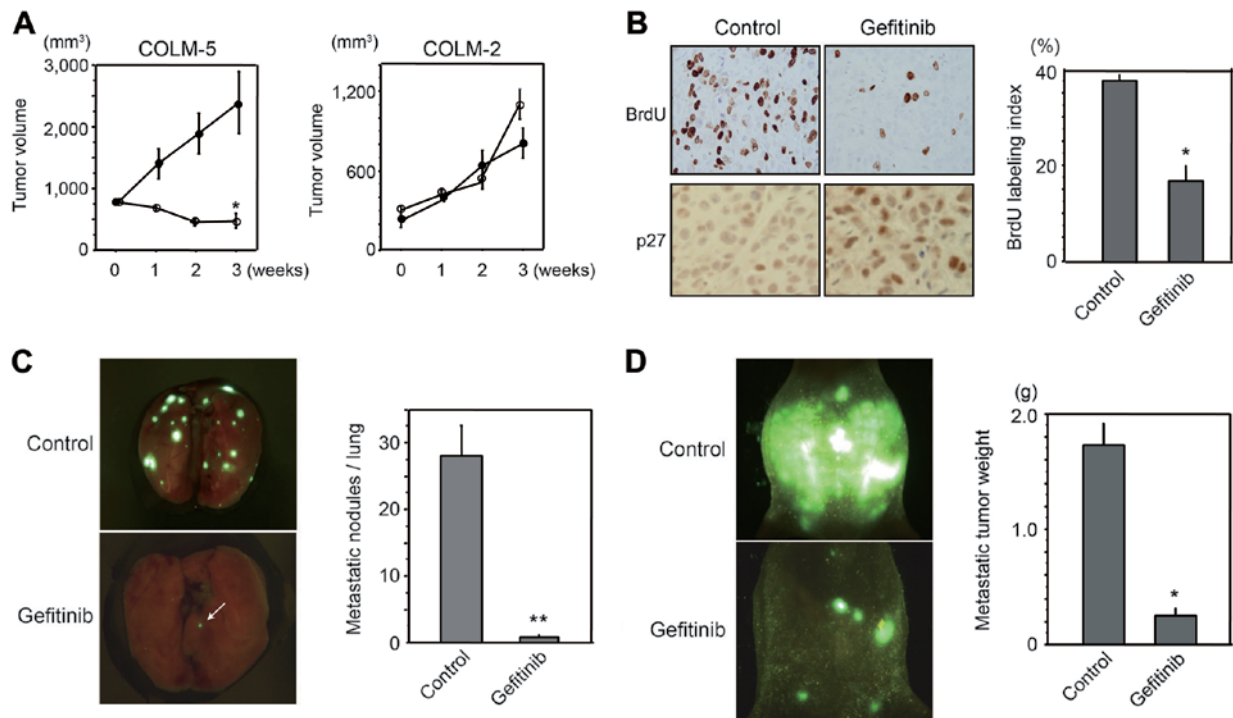 A
(mm³)
COLM-5
Tumor volume
3,000
2,000
1,000
0
0 1 2 3 (weeks)
*
(mm³)
COLM-2
Tumor volume
1,200
600
0
0 1 2 3 (weeks)
B
Control Gefitinib
BrdU
p27
(%)
BrdU labeling index
40
20
0
*
Control
Gefitinib
C
Control
Gefitinib
Metastatic nodules / lung
30
25
20
15
10
5
0
**
Control
Gefitinib
D
Control
Gefitinib
(g)
Metastatic tumor weight
2.0
1.0
0
*
Control
Gefitinib